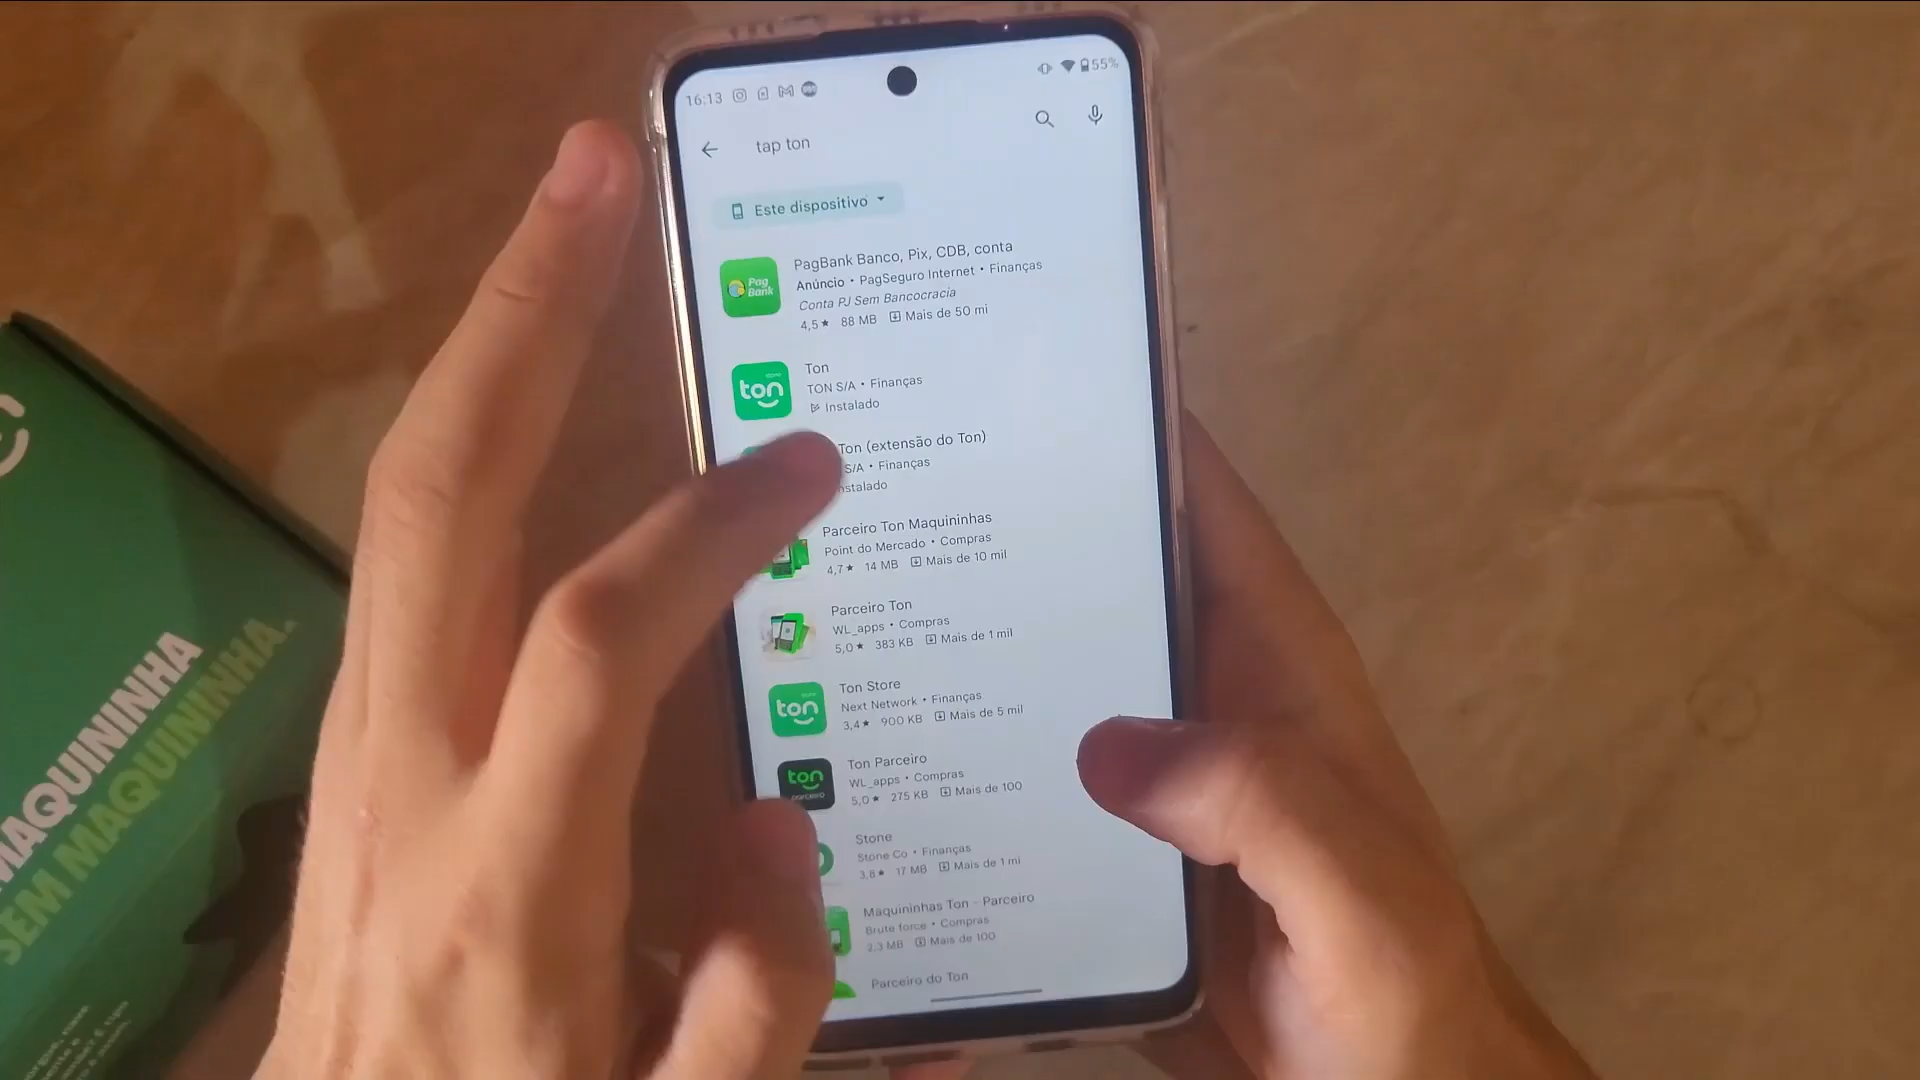 16:13
55%
tap ton
Este dispositivo
PagBank Banco, Pix, CDB, conta
Anúncio • PagSeguro Internet • Finanças
Conta PJ Sem Bancocracia
4,5★ 88 MB Mais de 50 mi
Pag
Bank
Ton
TON S/A • Finanças
Instalado
ton
Ton (extensão do Ton)
S/A • Finanças
nstalado
Parceiro Ton Maquininhas
Point do Mercado • Compras
4,7★ 14 MB Mais de 10 mil
Parceiro Ton
WL_apps • Compras
5,0★ 383 KB Mais de 1 mil
Ton Store
Next Network • Finanças
3,4★ 900 KB Mais de 5 mil
ton
Ton Parceiro
WL_apps • Compras
5,0★ 275 KB Mais de 100
ton
parceiro
Stone
Stone Co • Finanças
3,8★ 17 MB Mais de 1 mi
Maquininhas Ton - Parceiro
Brute force • Compras
2,3 MB Mais de 100
Parceiro do Ton
MAQUININHA
SEM MAQUININHA.